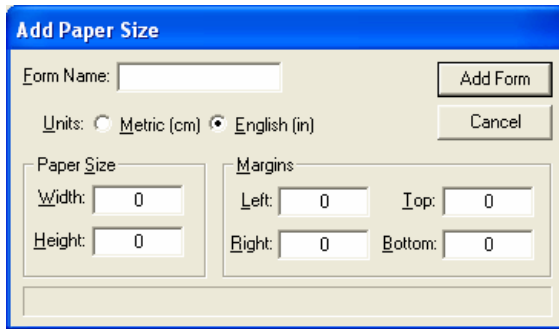 Add Paper Size
Form Name: Add Form
Units: Metric (cm) English (in) Cancel
Paper Size Margins
Width: 0 Left: 0 Top: 0
Height: 0 Right: 0 Bottom: 0